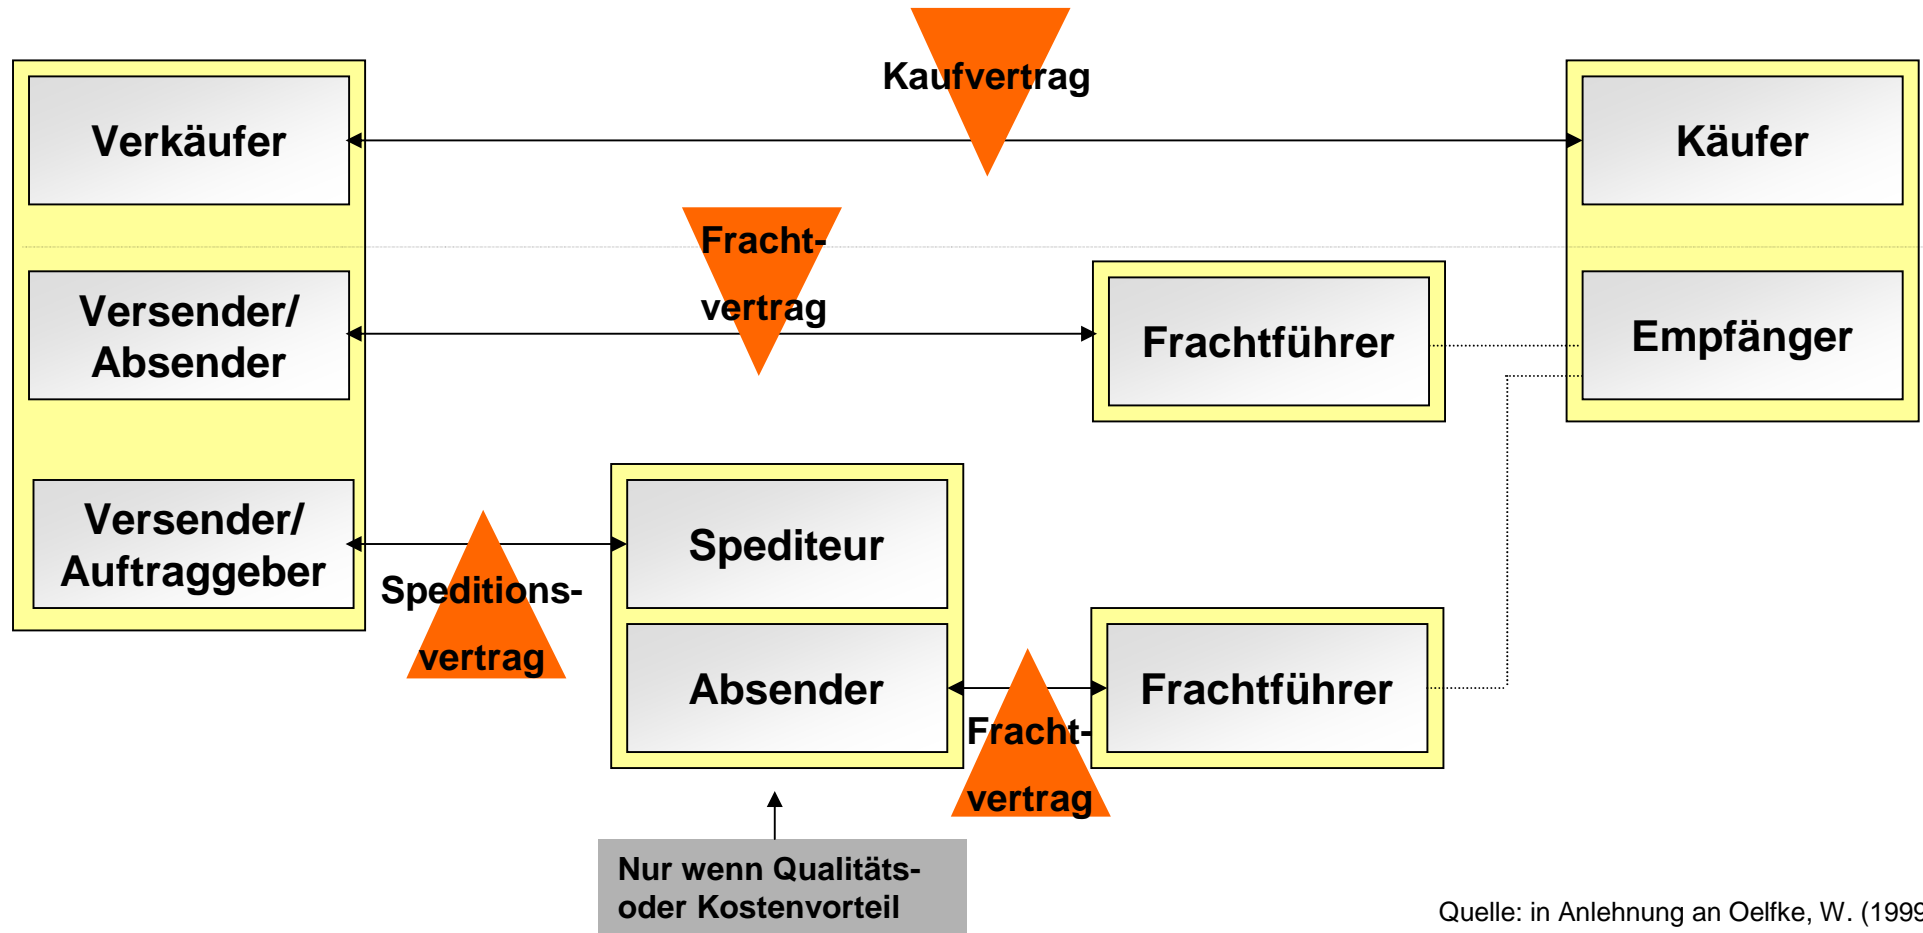 Kaufvertrag
Verkäufer
Käufer
Fracht-
vertrag
Versender/
Absender
Frachtführer
Empfänger
Versender/
Auftraggeber
Speditions-
vertrag
Spediteur
Absender
Fracht-
vertrag
Frachtführer
Nur wenn Qualitäts-
oder Kostenvorteil
Quelle: in Anlehnung an Oelfke, W. (1999